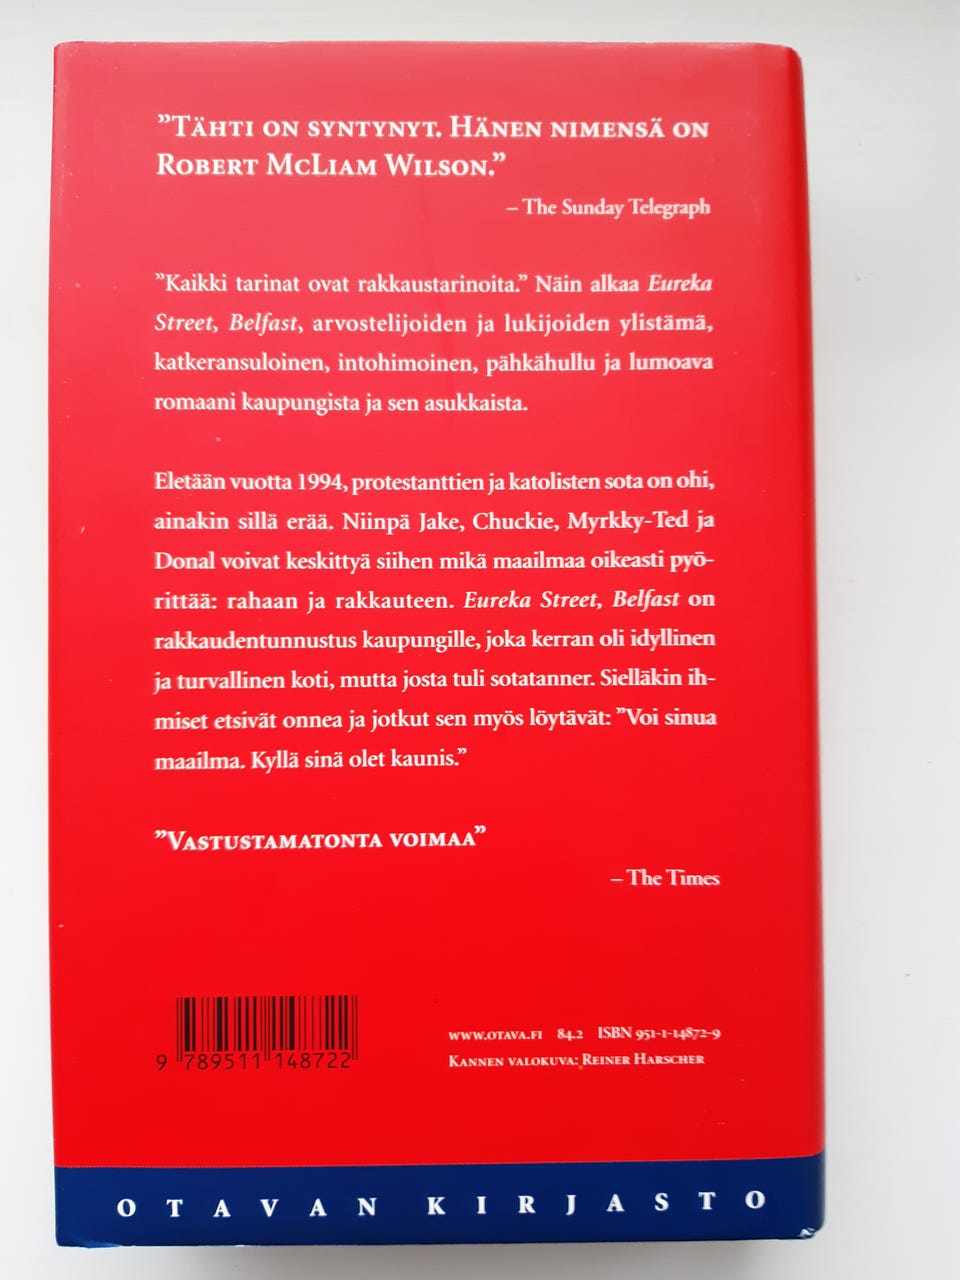 ”Tähti on syntynyt. Hänen nimensä on
Robert McLiam Wilson.”
– The Sunday Telegraph
”Kaikki tarinat ovat rakkaustarinoita.” Näin alkaa Eureka
Street, Belfast, arvostelijoiden ja lukijoiden ylistämä,
katkeransuloinen, intohimoinen, pähkähullu ja lumoava
romaani kaupungista ja sen asukkaista.
Eletään vuotta 1994, protestanttien ja katolisten sota on ohi,
ainakin sillä erää. Niinpä Jake, Chuckie, Myrkky-Ted ja
Donal voivat keskittyä siihen mikä maailmaa oikeasti pyö-
rittää: rahaan ja rakkauteen. Eureka Street, Belfast on
rakkaudentunnustus kaupungille, joka kerran oli idyllinen
ja turvallinen koti, mutta josta tuli sotatanner. Sielläkin ih-
miset etsivät onnea ja jotkut sen myös löytävät: ”Voi sinua
maailma. Kyllä sinä olet kaunis.”
”Vastustamatonta voimaa”
– The Times
www.otava.fi 84.2 ISBN 951-1-14872-9
Kannen valokuva: Reiner Harscher
9 789511 148722
OTAVAN KIRJASTO